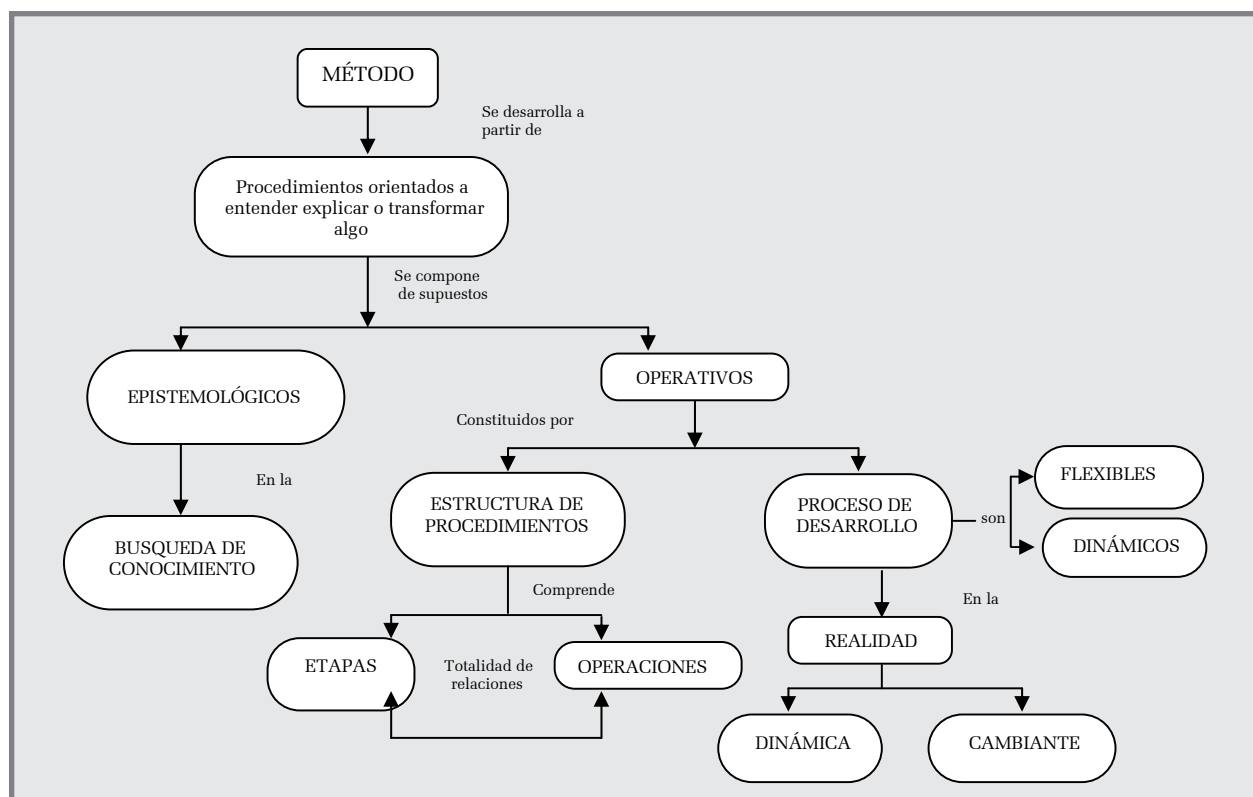 MÉTODO
Se desarrolla a
partir de
Procedimientos orientados a
entender explicar o transformar
algo
Se compone
de supuestos
EPISTEMOLÓGICOS
OPERATIVOS
Constituidos por
En la
BUSQUEDA DE
CONOCIMIENTO
ESTRUCTURA DE
PROCEDIMIENTOS
PROCESO DE
DESARROLLO
son
FLEXIBLES
DINÁMICOS
Comprende
En la
ETAPAS
Totalidad de
relaciones
OPERACIONES
REALIDAD
DINÁMICA
CAMBIANTE